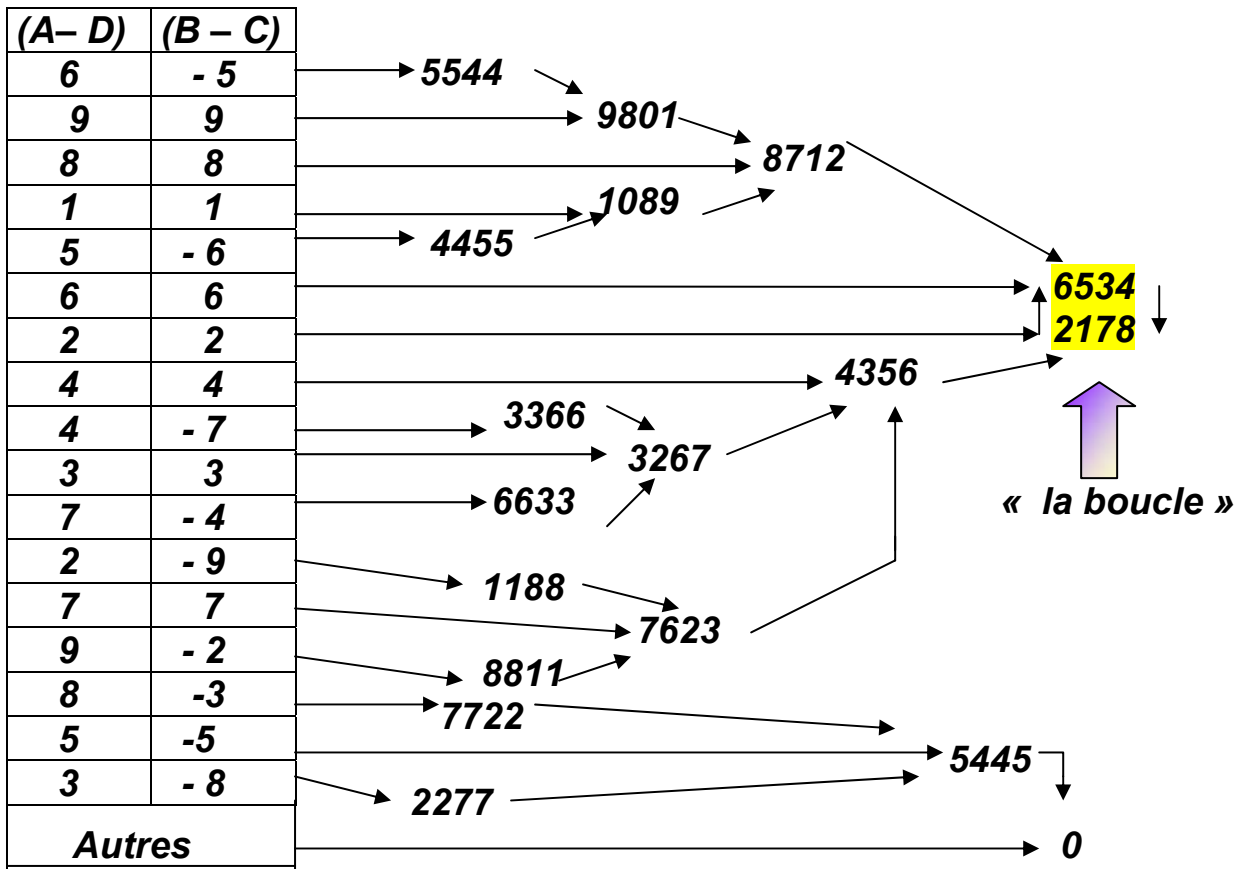 (A– D) (B – C)
6 - 5
9 9
8 8
1 1
5 - 6
6 6
2 2
4 4
4 - 7
3 3
7 - 4
2 - 9
7 7
9 - 2
8 -3
5 -5
3 - 8
Autres
5544
9801
8712
1089
4455
6534
2178
4356
3366
3267
6633
« la boucle »
1188
7623
8811
7722
5445
2277
0